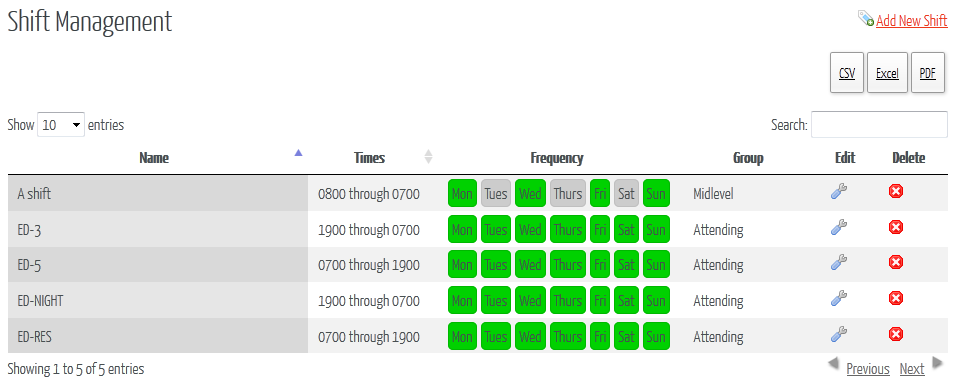 Shift Management
Add New Shift
CSV Excel PDF
Show 10 entries Search:
Name Times Frequency Group Edit Delete
A shift 0800 through 0700 Mon Tues Wed Thurs Fri Sat Sun Midlevel
ED-3 1900 through 0700 Mon Tues Wed Thurs Fri Sat Sun Attending
ED-5 0700 through 1900 Mon Tues Wed Thurs Fri Sat Sun Attending
ED-NIGHT 1900 through 0700 Mon Tues Wed Thurs Fri Sat Sun Attending
ED-RES 0700 through 1900 Mon Tues Wed Thurs Fri Sat Sun Attending
Showing 1 to 5 of 5 entries Previous Next